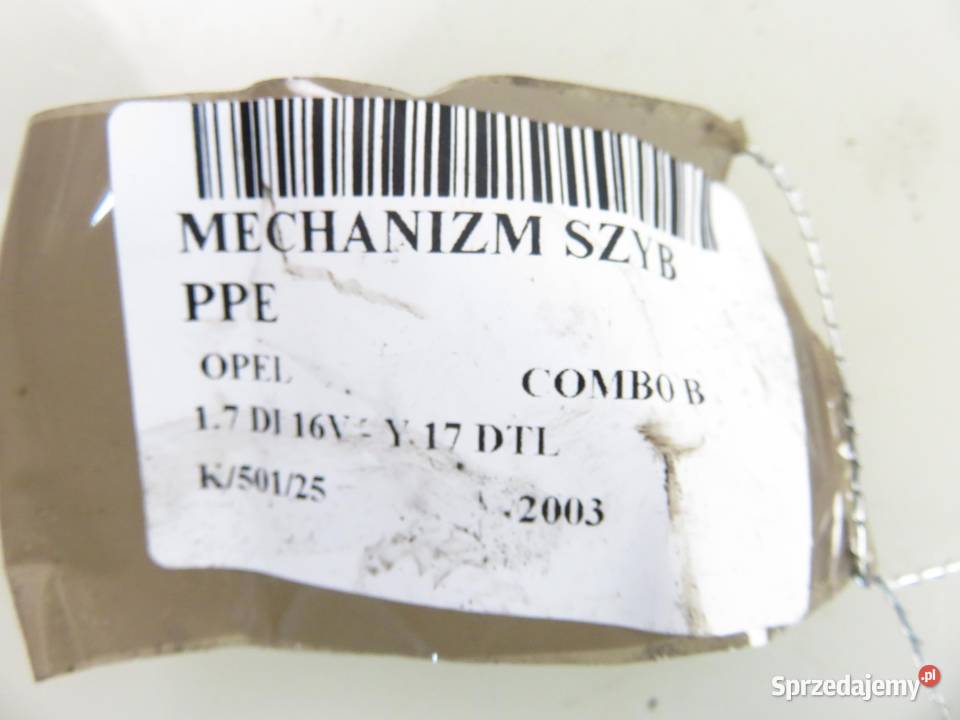 MECHANIZM SZYB
PPE
OPEL COMBO B
1.7 DI 16V - Y 17 DTL
K/501/25 2003
Sprzedajemy.pl